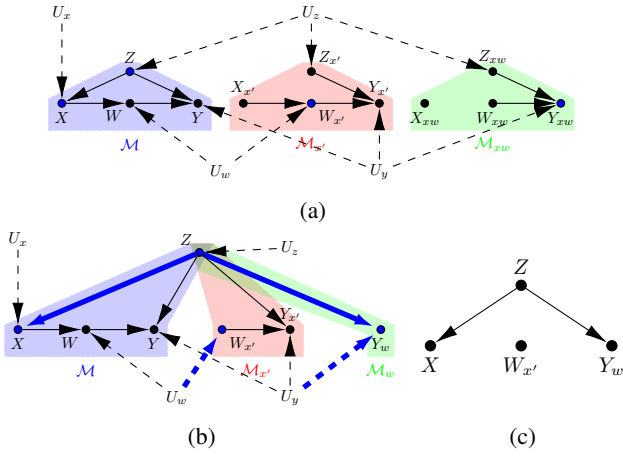 U_x U_z
Z Z_{x'} Z_{xw}
X_{x'} Y_{x'} X_{xw}
X W Y W_{x'} W_{xw} Y_{xw}
M M_{x'} M_{xw}
U_w U_y
(a)
U_x Z U_z
Y_{x'}
X W Y W_{x'} Y_w
M M_{x'} M_w
U_w U_y
(b)
Z
X W_{x'} Y_w
(c)